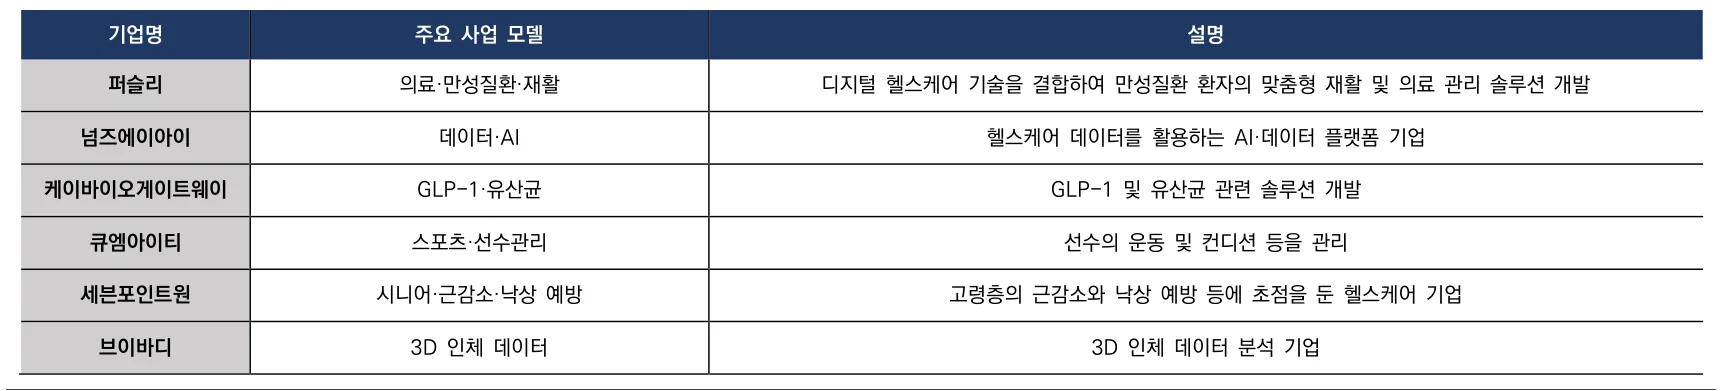 기업명 주요 사업 모델 설명
퍼슬리 의료·만성질환·재활 디지털 헬스케어 기술을 결합하여 만성질환 환자의 맞춤형 재활 및 의료 관리 솔루션 개발
넘즈에이아이 데이터·AI 헬스케어 데이터를 활용하는 AI·데이터 플랫폼 기업
케이바이오게이트웨이 GLP-1·유산균 GLP-1 및 유산균 관련 솔루션 개발
큐엠아이티 스포츠·선수관리 선수의 운동 및 컨디션 등을 관리
세븐포인트원 시니어·근감소·낙상 예방 고령층의 근감소와 낙상 예방 등에 초점을 둔 헬스케어 기업
브이바디 3D 인체 데이터 3D 인체 데이터 분석 기업